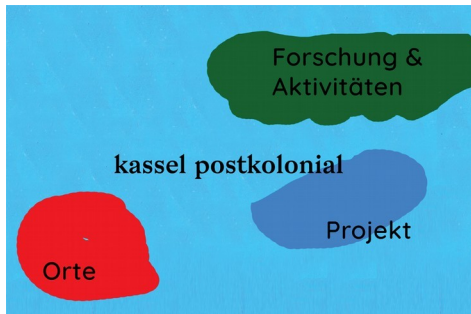 Forschung &
Aktivitäten
kassel postkolonial
Projekt
Orte